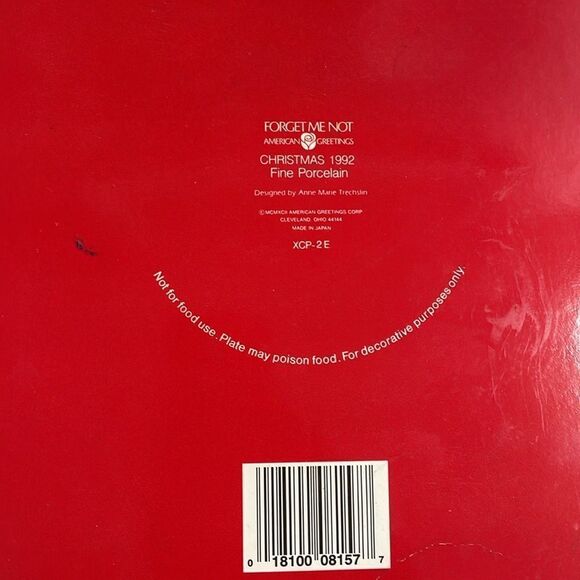 FORGET ME NOT
AMERICAN GREETINGS
CHRISTMAS 1992
Fine Porcelain
Designed by Anne Marie Trechslin
©MCMXCII AMERICAN GREETINGS CORP
CLEVELAND, OHIO 44144
MADE IN JAPAN
XCP-2E
Not for food use. Plate may poison food. For decorative purposes only.
0 18100 08157 7